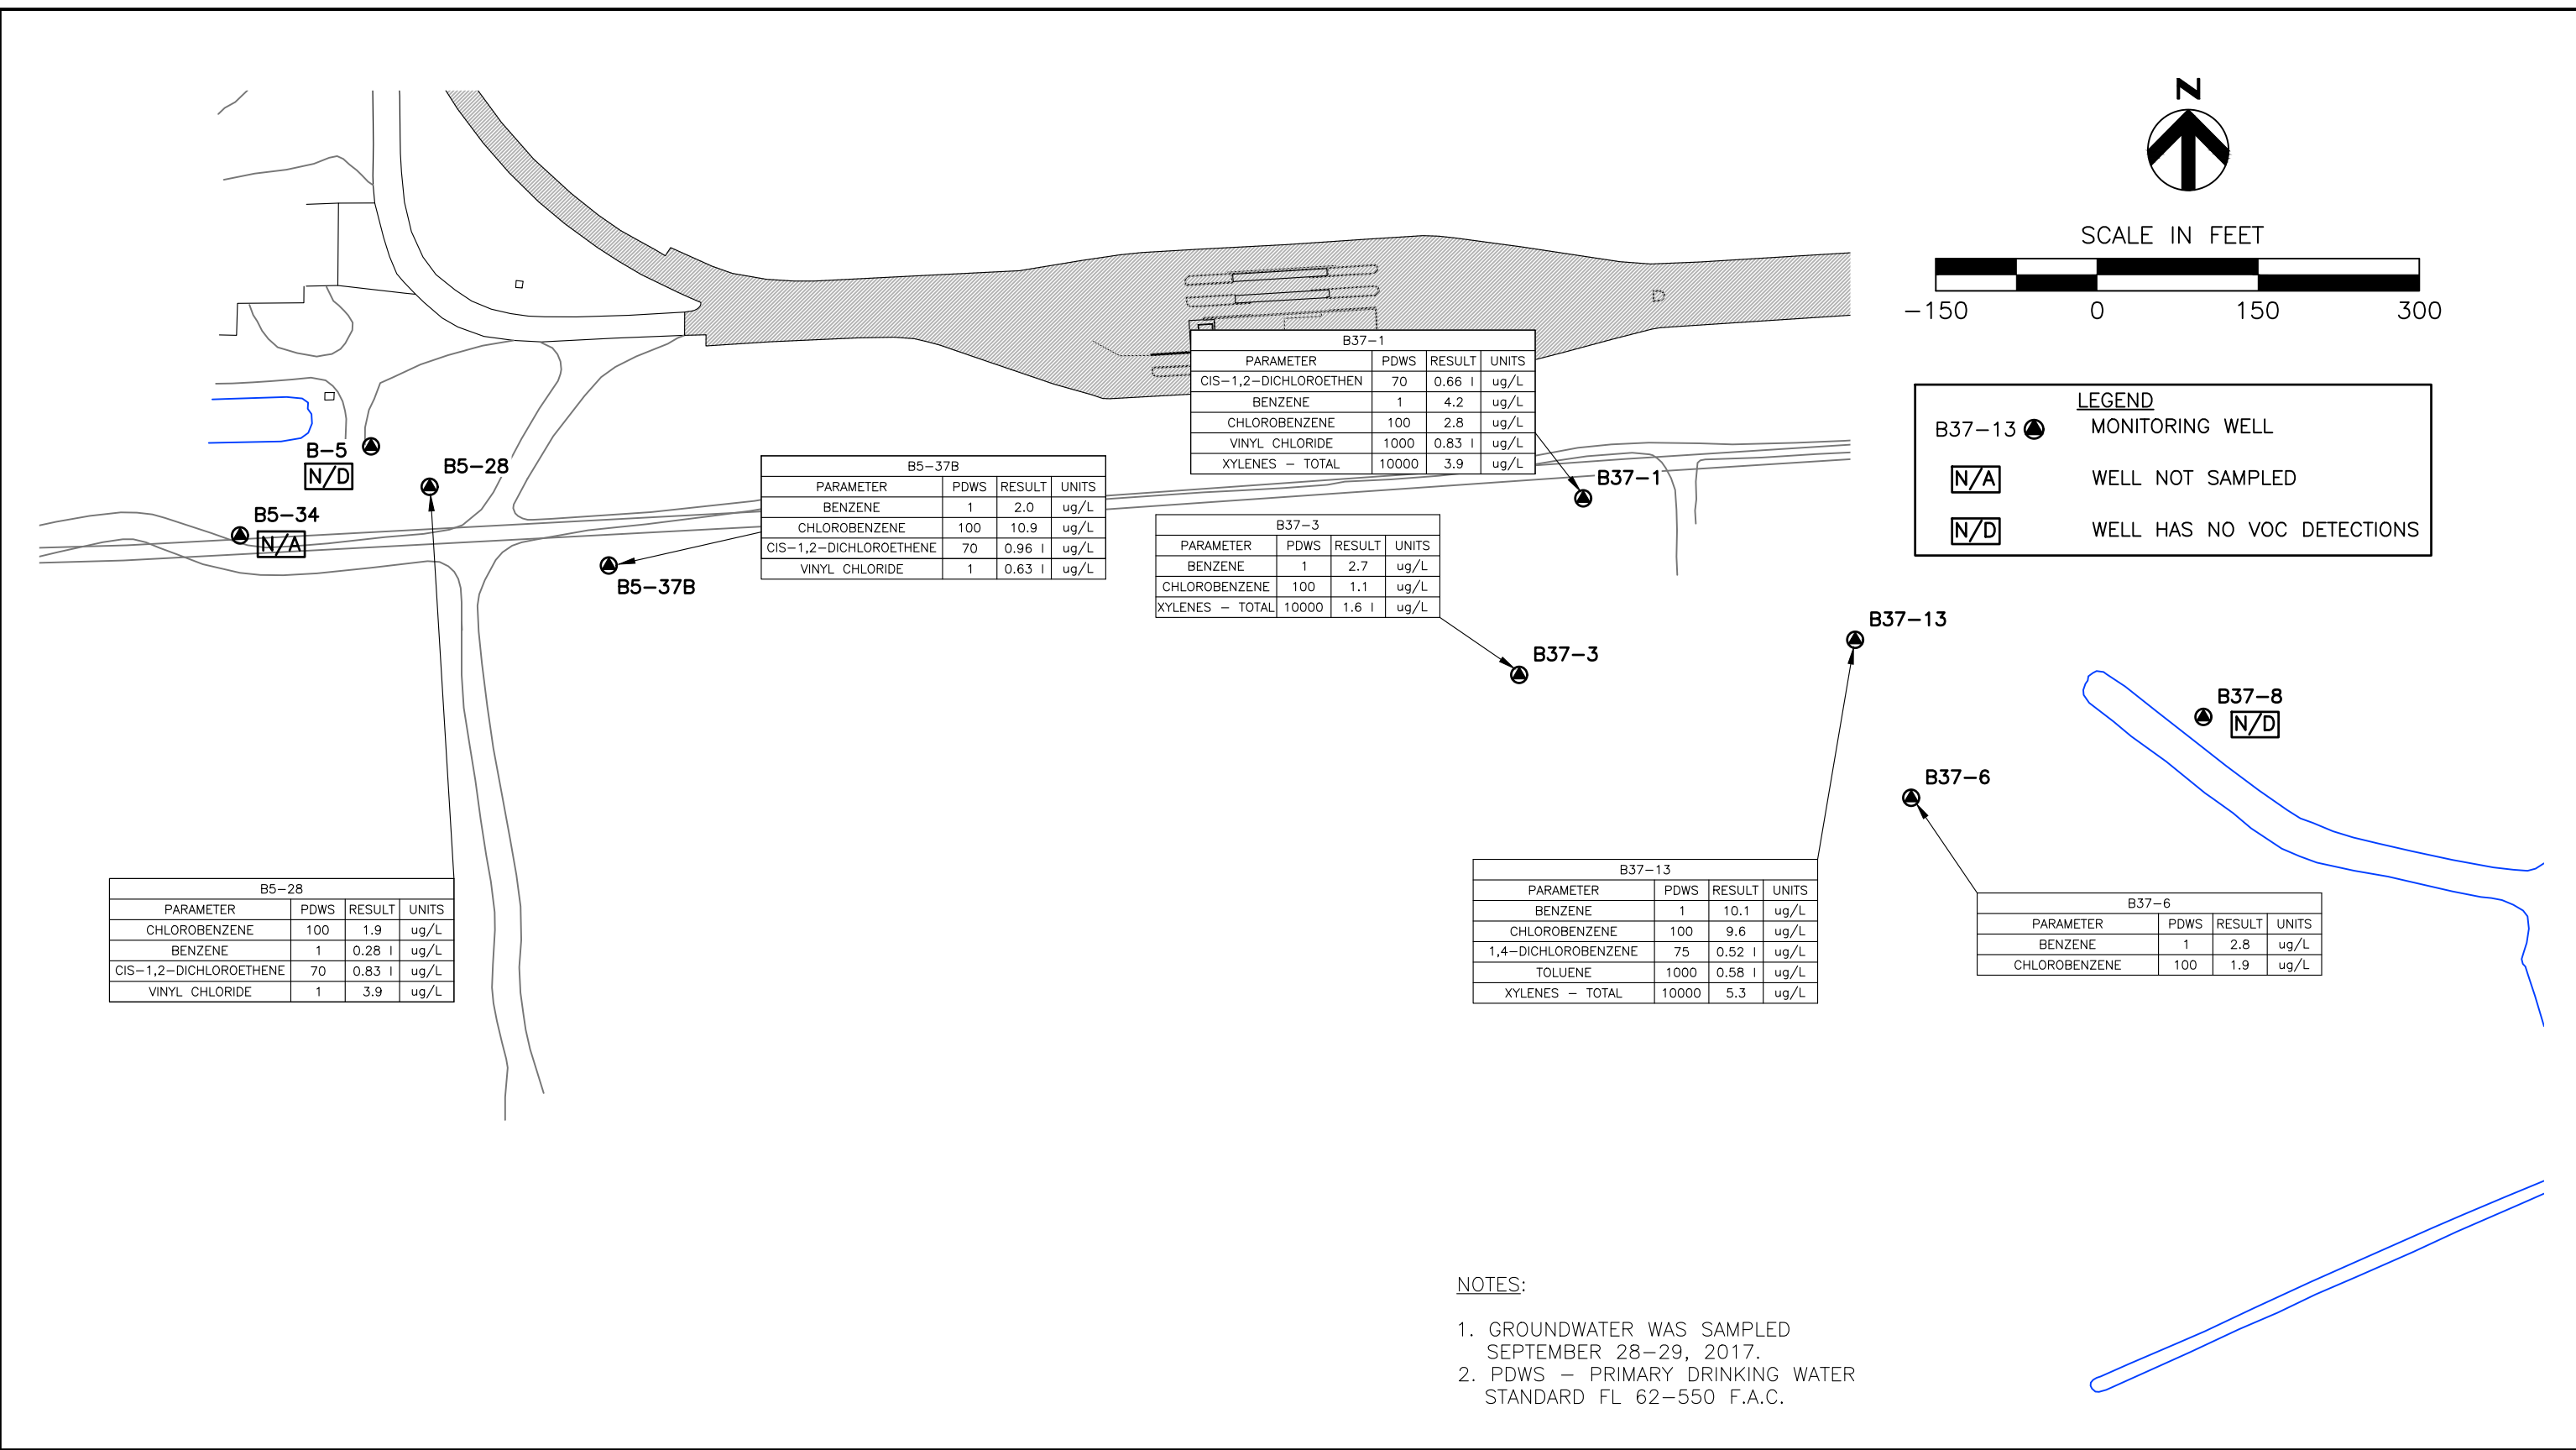 N
SCALE IN FEET
-150 0 150 300
LEGEND
B37-13 MONITORING WELL
N/A WELL NOT SAMPLED
N/D WELL HAS NO VOC DETECTIONS
B37-1
PARAMETER PDWS RESULT UNITS
CIS-1,2-DICHLOROETHEN 70 0.66 I ug/L
BENZENE 1 4.2 ug/L
CHLOROBENZENE 100 2.8 ug/L
VINYL CHLORIDE 1000 0.83 I ug/L
XYLENES - TOTAL 10000 3.9 ug/L
B37-1
B-5
N/D
B5-28
B5-34
N/A
B5-37B
PARAMETER PDWS RESULT UNITS
BENZENE 1 2.0 ug/L
CHLOROBENZENE 100 10.9 ug/L
CIS-1,2-DICHLOROETHENE 70 0.96 I ug/L
VINYL CHLORIDE 1 0.63 I ug/L
B5-37B
B37-3
PARAMETER PDWS RESULT UNITS
BENZENE 1 2.7 ug/L
CHLOROBENZENE 100 1.1 ug/L
XYLENES - TOTAL 10000 1.6 I ug/L
B37-3
B37-13
B37-8
N/D
B37-6
B5-28
PARAMETER PDWS RESULT UNITS
CHLOROBENZENE 100 1.9 ug/L
BENZENE 1 0.28 I ug/L
CIS-1,2-DICHLOROETHENE 70 0.83 I ug/L
VINYL CHLORIDE 1 3.9 ug/L
B37-13
PARAMETER PDWS RESULT UNITS
BENZENE 1 10.1 ug/L
CHLOROBENZENE 100 9.6 ug/L
1,4-DICHLOROBENZENE 75 0.52 I ug/L
TOLUENE 1000 0.58 I ug/L
XYLENES - TOTAL 10000 5.3 ug/L
B37-6
PARAMETER PDWS RESULT UNITS
BENZENE 1 2.8 ug/L
CHLOROBENZENE 100 1.9 ug/L
NOTES:
1. GROUNDWATER WAS SAMPLED
SEPTEMBER 28-29, 2017.
2. PDWS - PRIMARY DRINKING WATER
STANDARD FL 62-550 F.A.C.